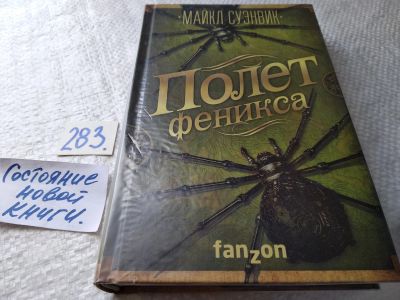 МАЙКЛ СУЭНВИК
Полет
феникса
fanzon
283.
Состояние
новой
книги.